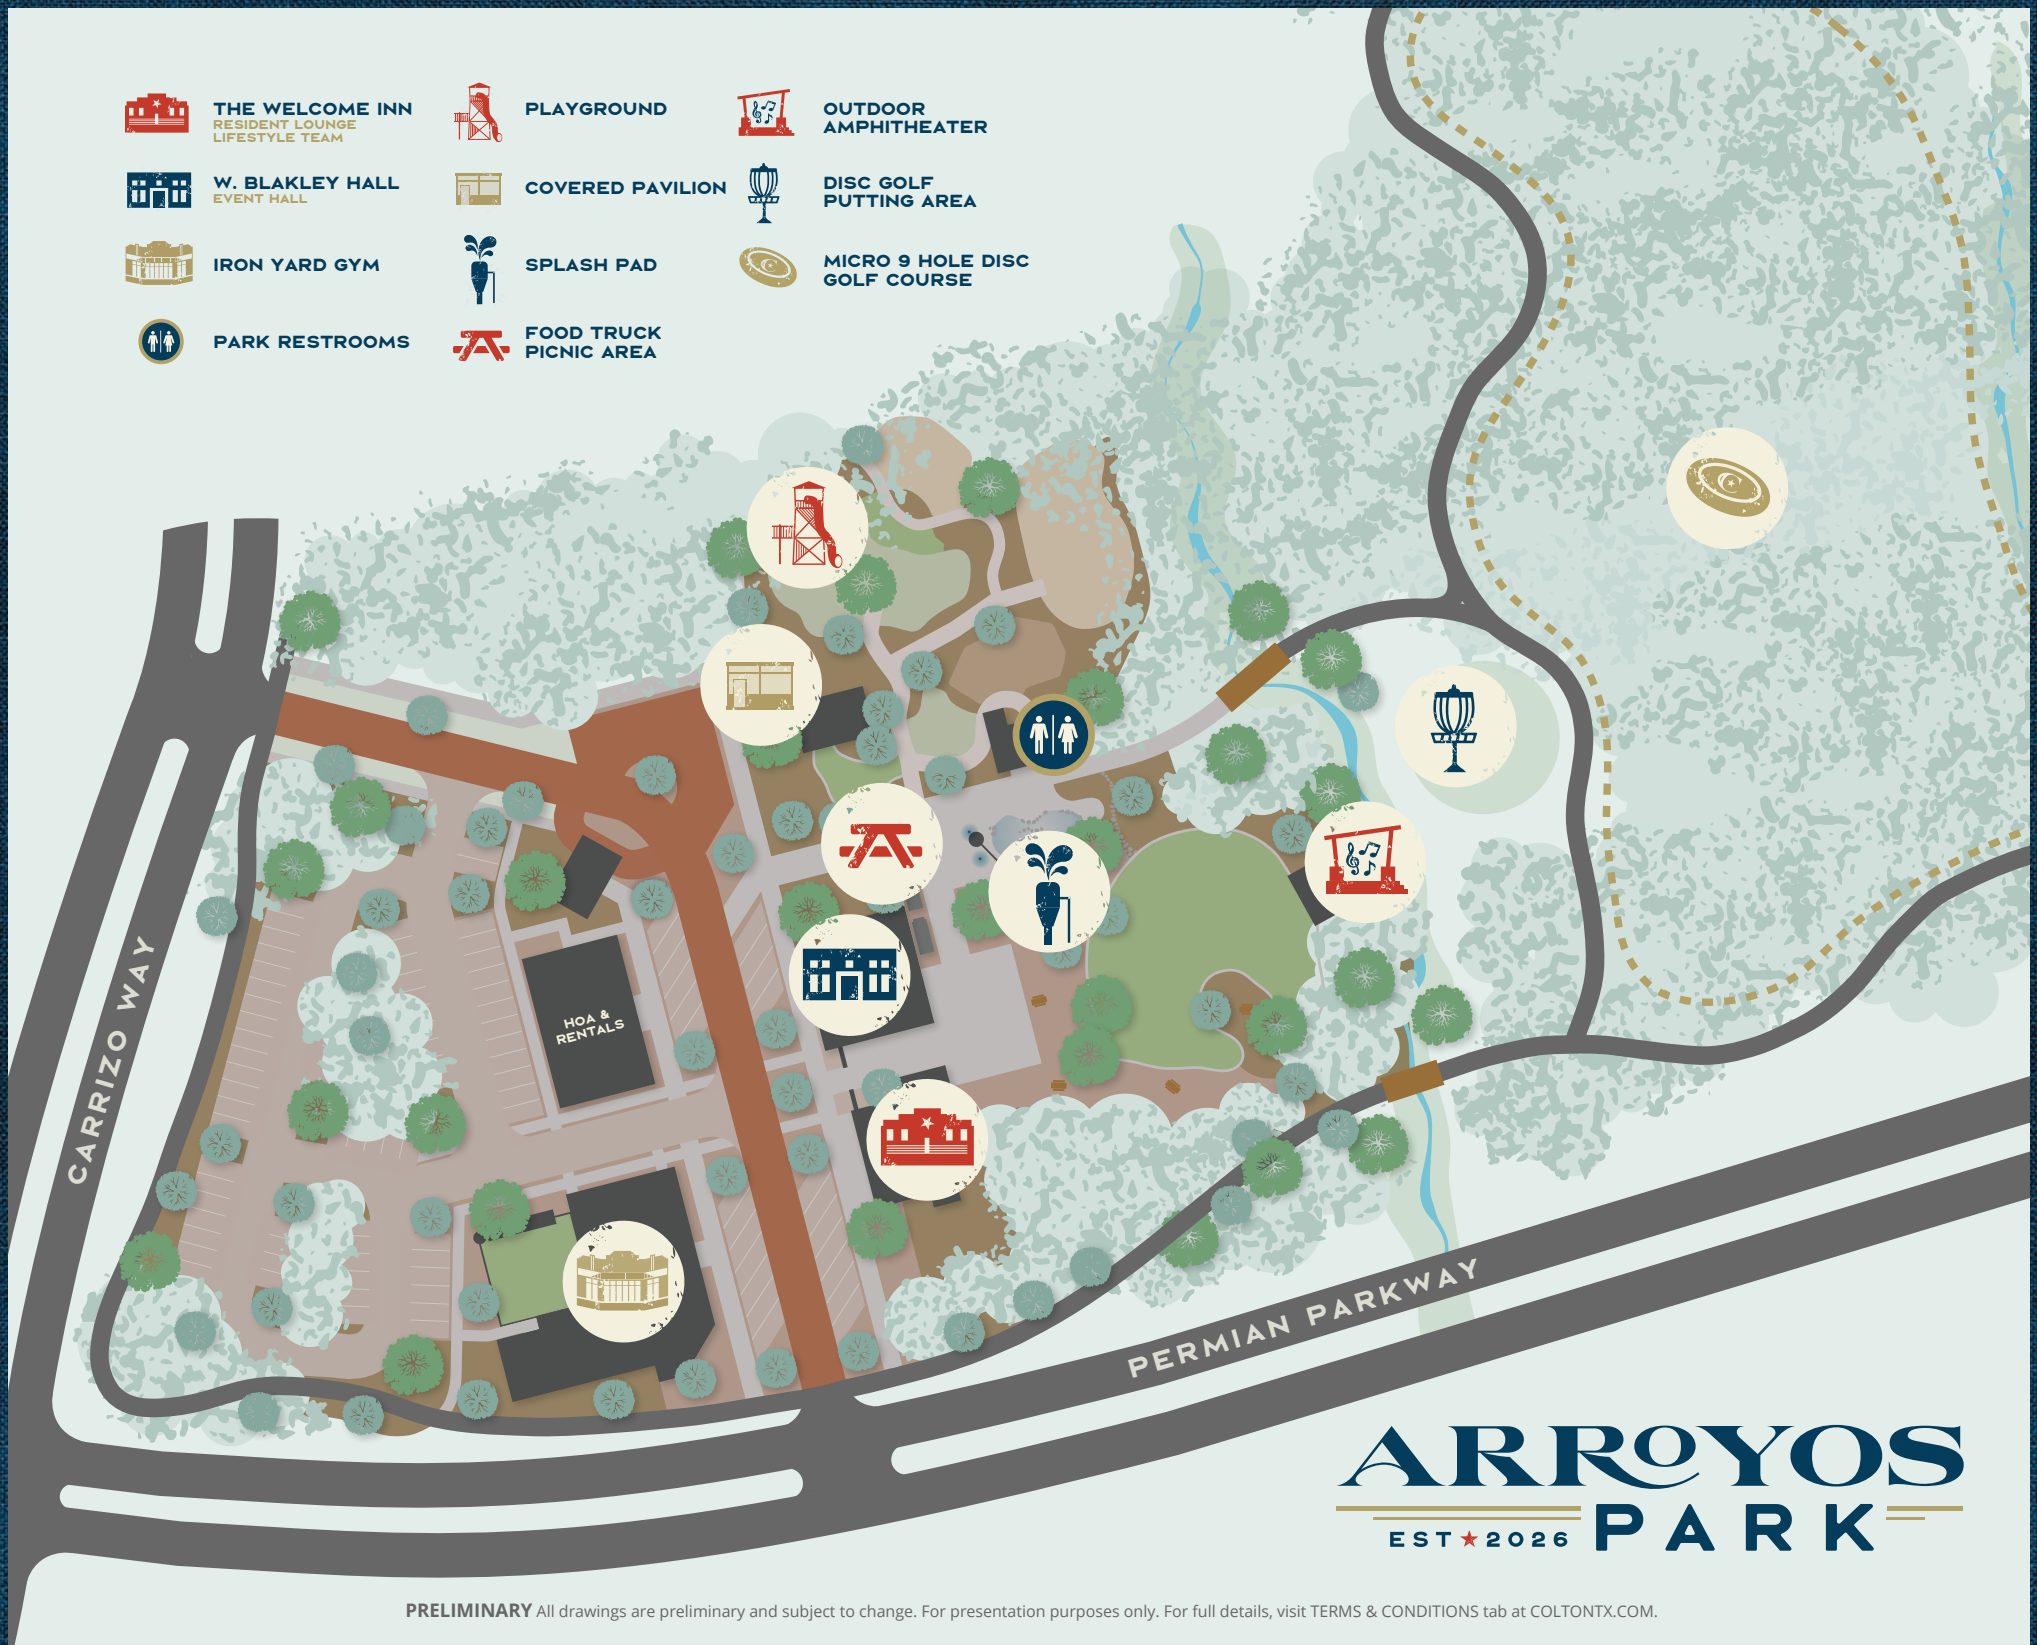 THE WELCOME INN
RESIDENT LOUNGE
LIFESTYLE TEAM
W. BLAKLEY HALL
EVENT HALL
IRON YARD GYM
PARK RESTROOMS
PLAYGROUND
COVERED PAVILION
SPLASH PAD
FOOD TRUCK
PICNIC AREA
OUTDOOR
AMPHITHEATER
DISC GOLF
PUTTING AREA
MICRO 9 HOLE DISC
GOLF COURSE
CARRIZO WAY
HOA &
RENTALS
PERMIAN PARKWAY
ARROYOS
PARK
EST ★ 2026
PRELIMINARY All drawings are preliminary and subject to change. For presentation purposes only. For full details, visit TERMS & CONDITIONS tab at COLTONTX.COM.